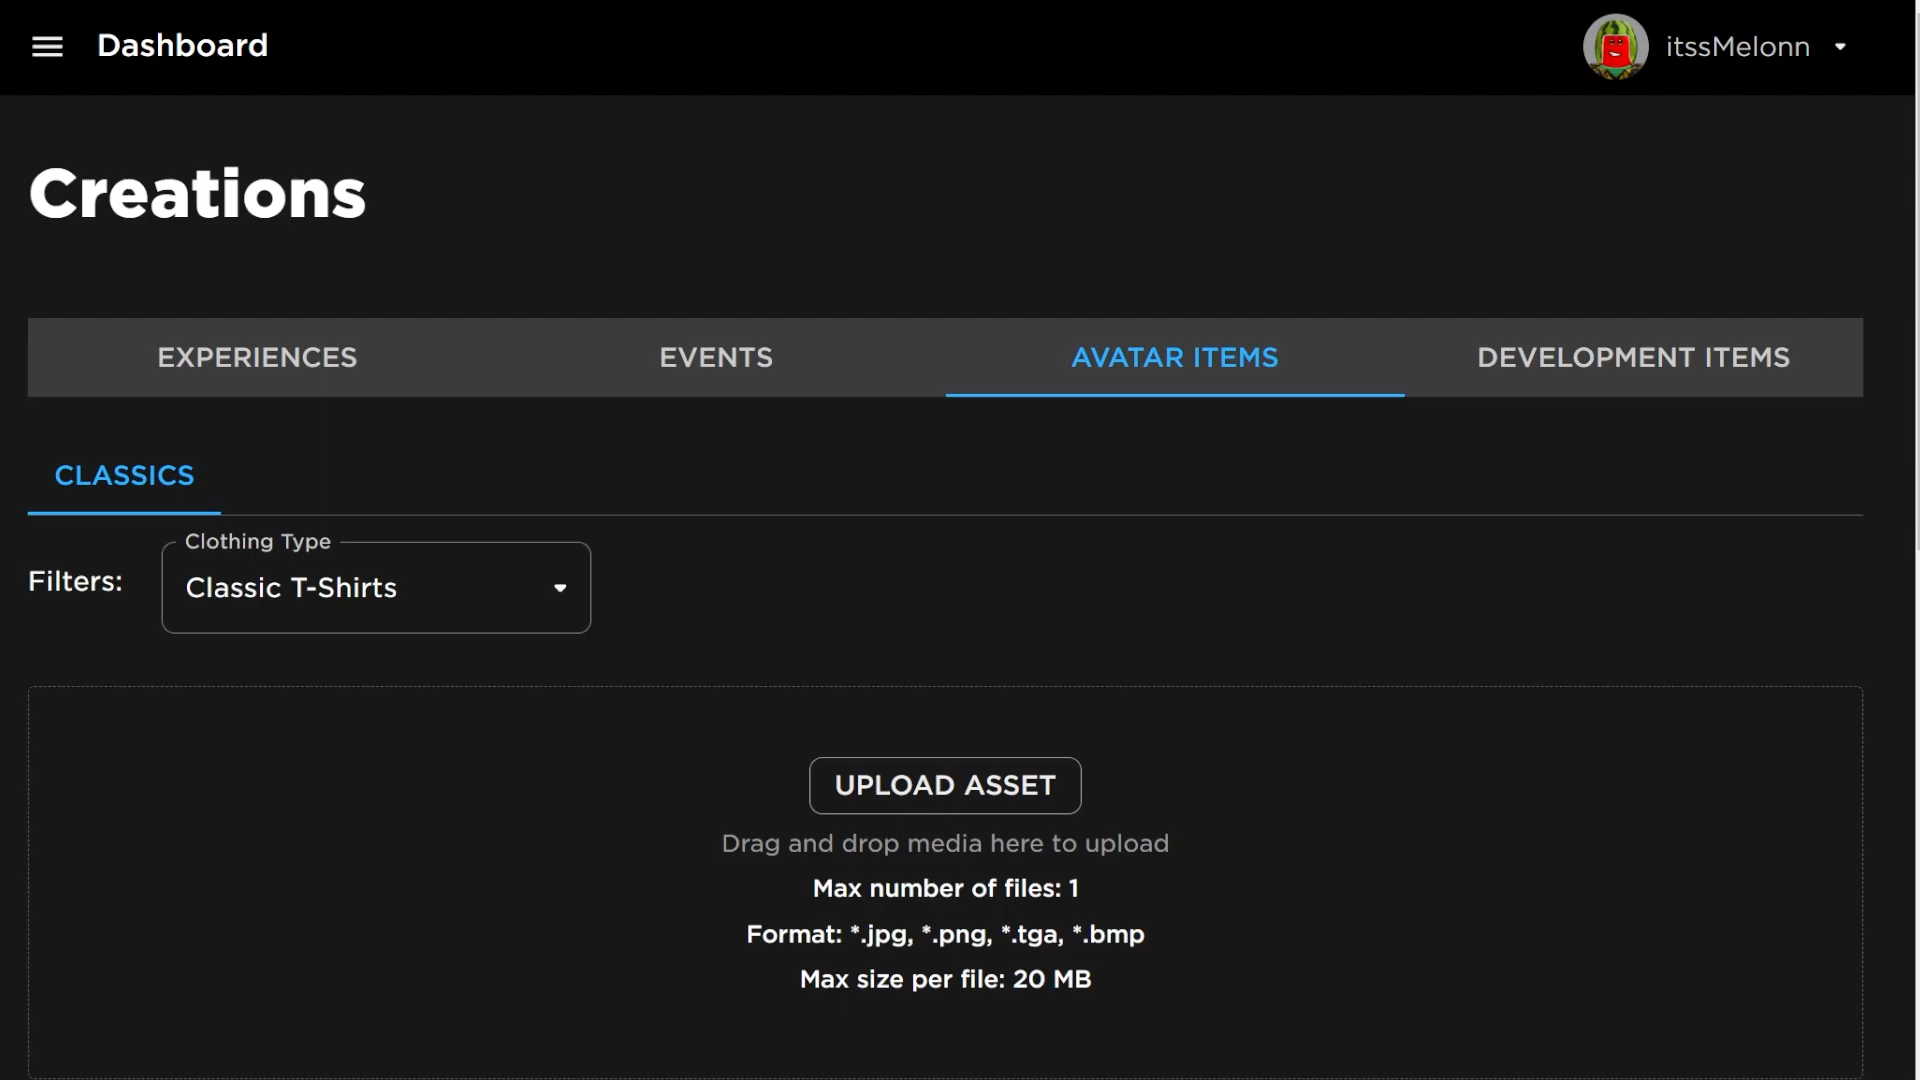 Dashboard
itssMelonn
Creations
EXPERIENCES
EVENTS
AVATAR ITEMS
DEVELOPMENT ITEMS
CLASSICS
Clothing Type
Filters:
Classic T-Shirts
UPLOAD ASSET
Drag and drop media here to upload
Max number of files: 1
Format: *.jpg, *.png, *.tga, *.bmp
Max size per file: 20 MB